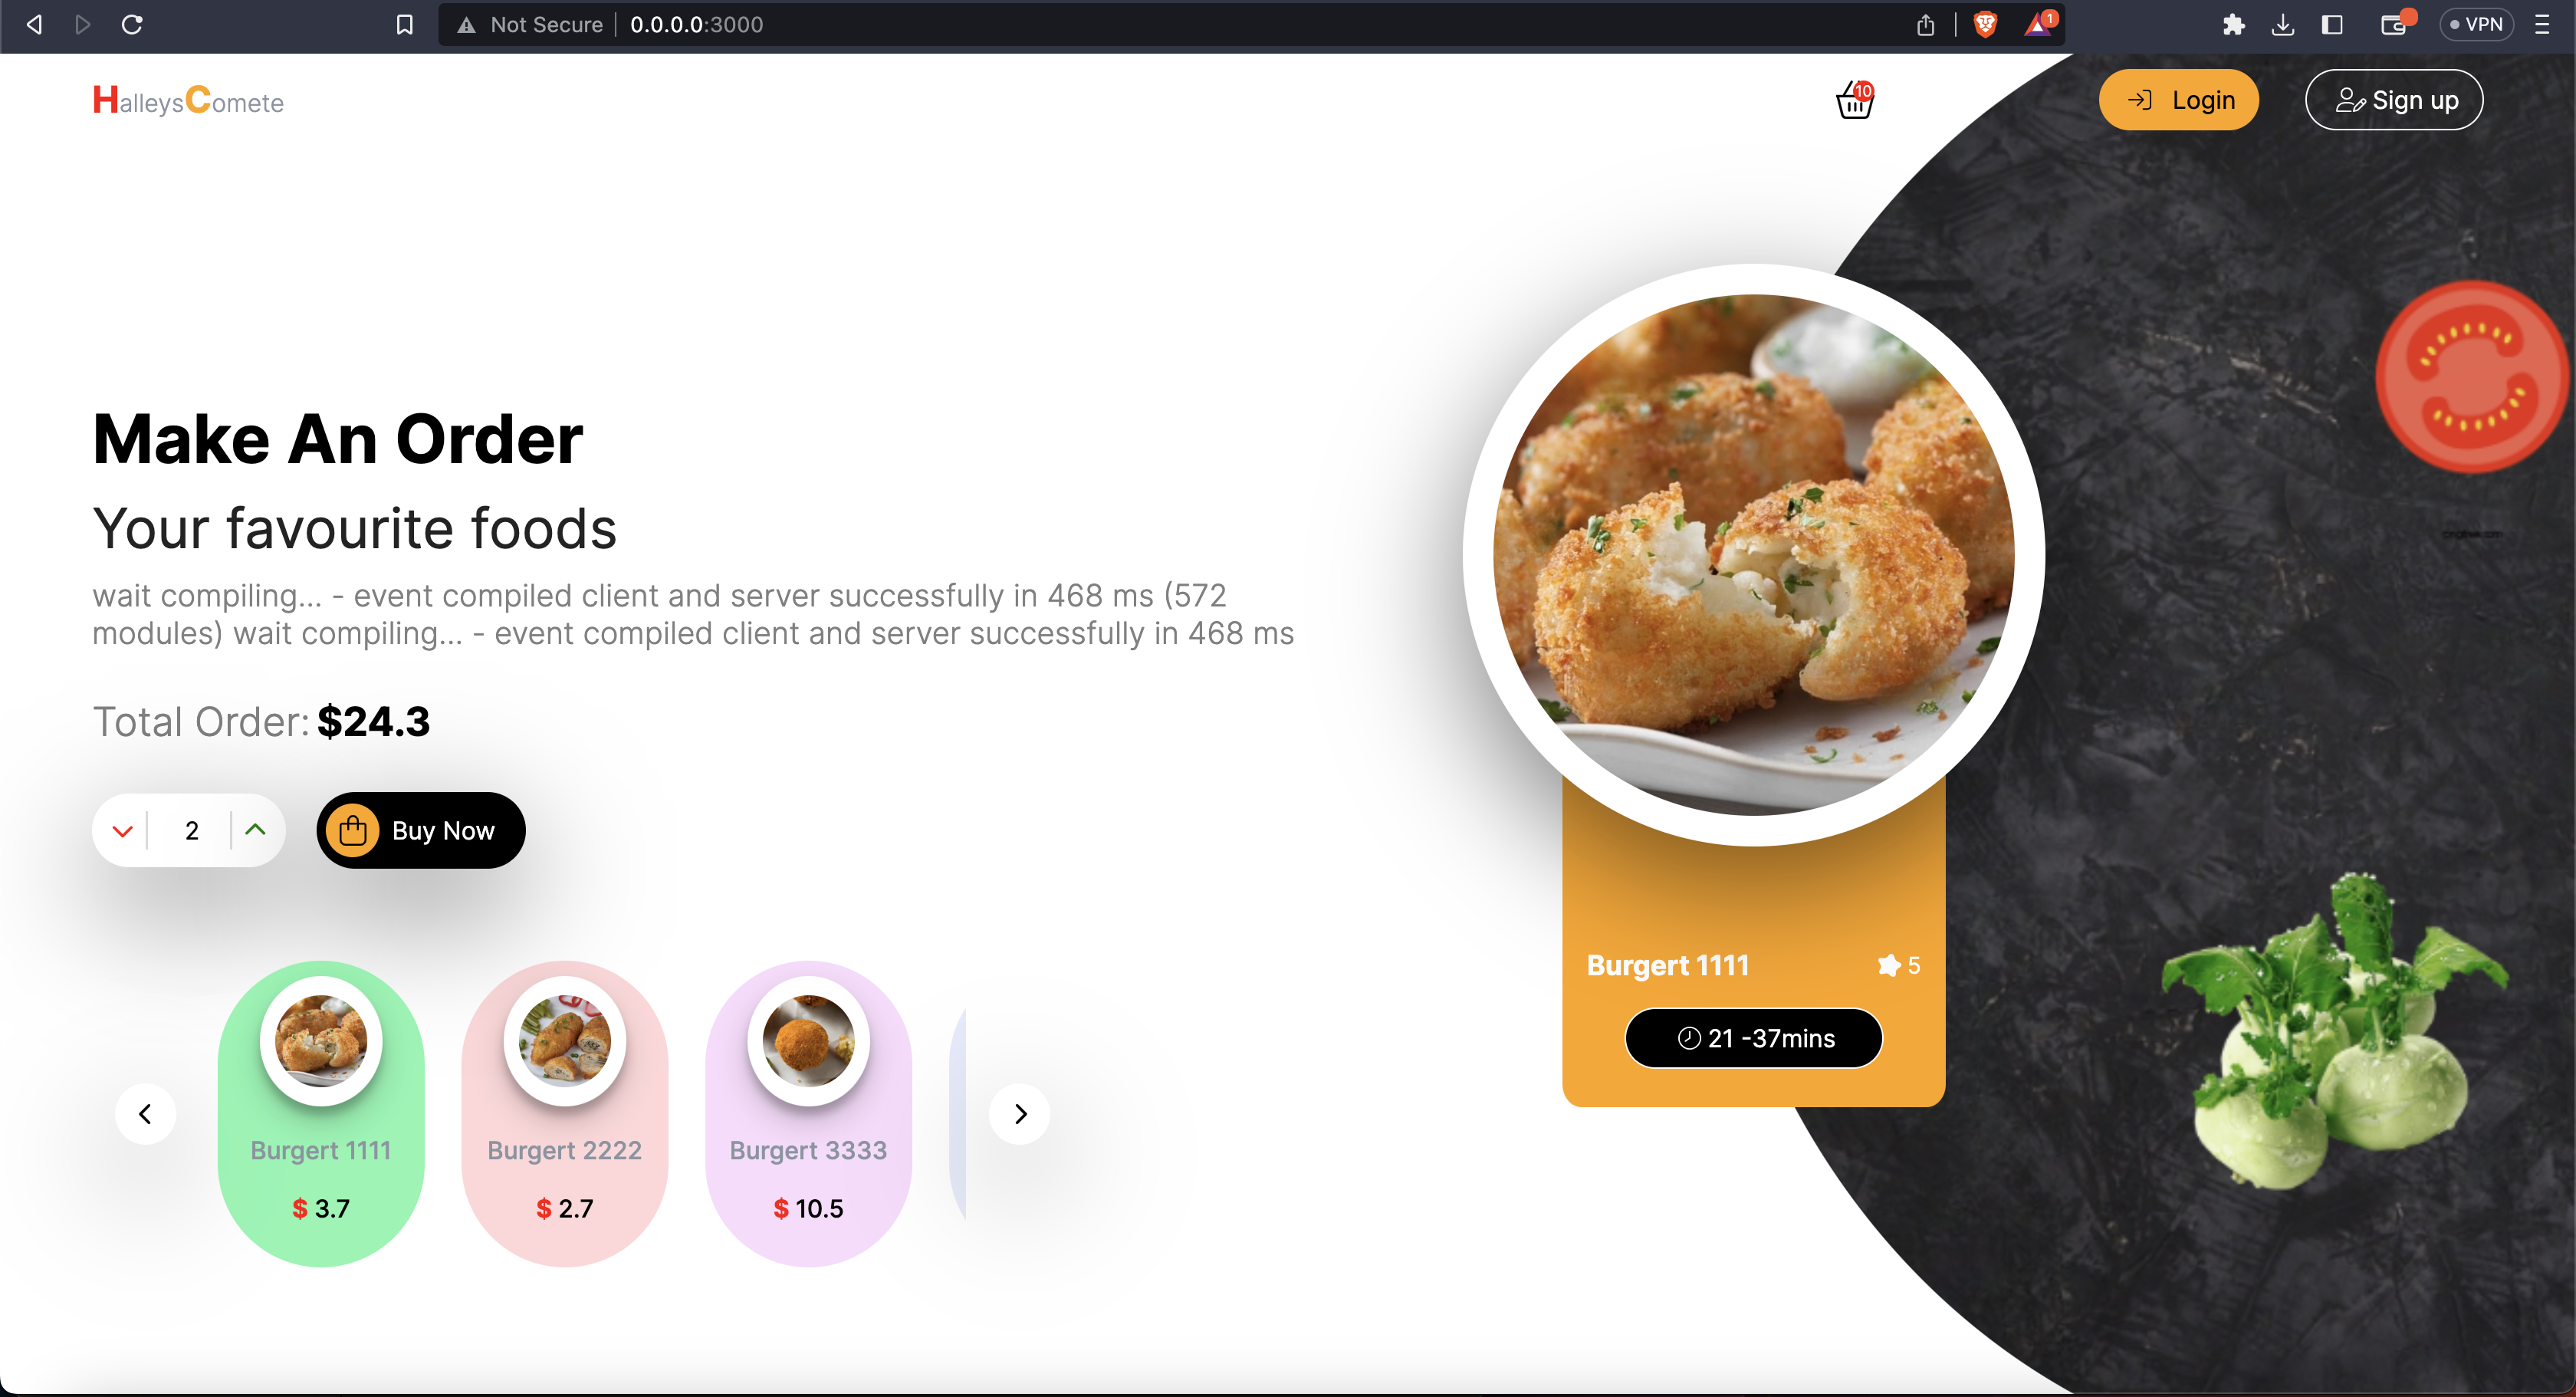 Not Secure 0.0.0.0:3000
1
VPN
HalleysComete
10
Login
Sign up
Make An Order
Your favourite foods
wait compiling... - event compiled client and server successfully in 468 ms (572
modules) wait compiling... - event compiled client and server successfully in 468 ms
Total Order: $24.3
2
Buy Now
Burgert 1111
5
21 -37mins
Burgert 1111
Burgert 2222
Burgert 3333
$ 3.7
$ 2.7
$ 10.5